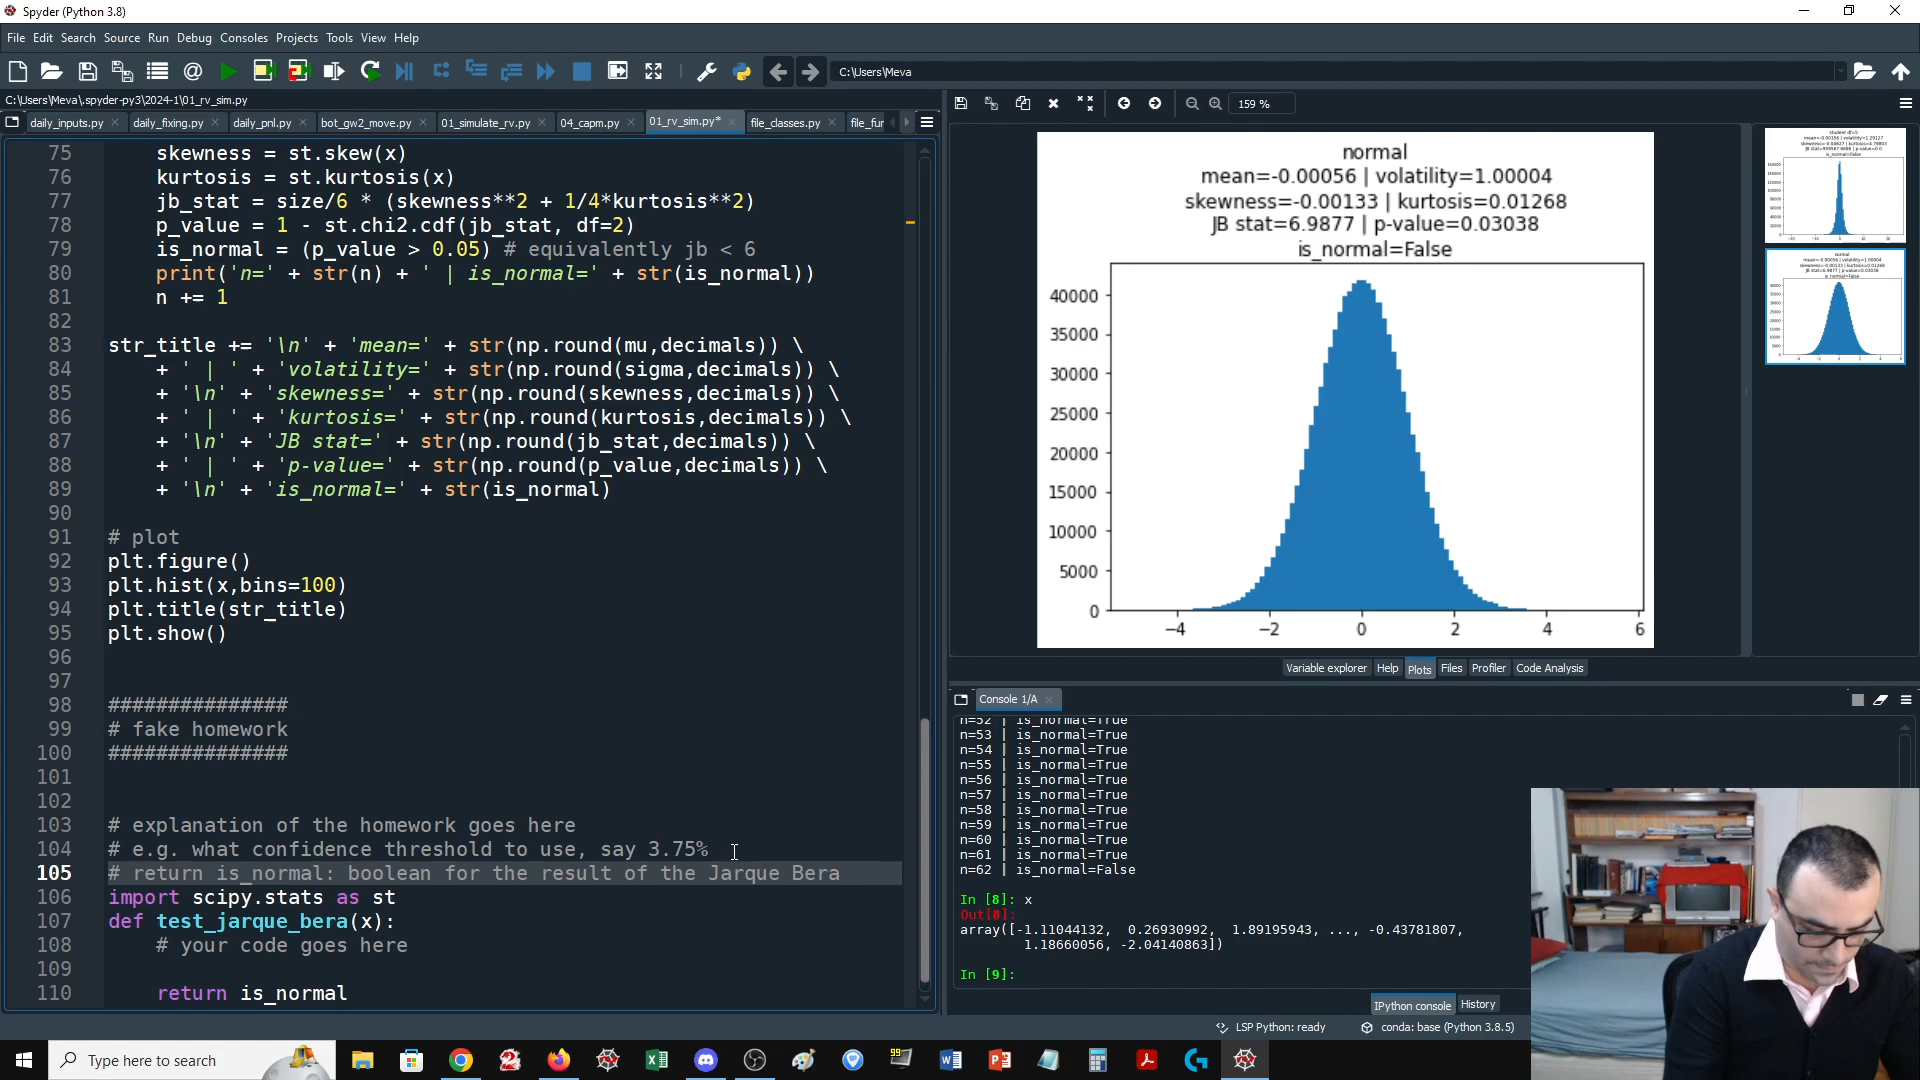 Spyder (Python 3.8)
File Edit Search Source Run Debug Consoles Projects Tools View Help
C:\Users\Meva
C:\Users\Meva\.spyder-py3\2024-1\01_rv_sim.py
daily_inputs.py daily_fixing.py daily_pnl.py bot_gw2_move.py 01_simulate_rv.py 04_capm.py 01_rv_sim.py* file_classes.py file_fur
75 skewness = st.skew(x)
76 kurtosis = st.kurtosis(x)
77 jb_stat = size/6 * (skewness**2 + 1/4*kurtosis**2)
78 p_value = 1 - st.chi2.cdf(jb_stat, df=2)
79 is_normal = (p_value > 0.05) # equivalently jb < 6
80 print('n=' + str(n) + ' | is_normal=' + str(is_normal))
81 n += 1
82
83 str_title += '\n' + 'mean=' + str(np.round(mu,decimals)) \
84 + ' | ' + 'volatility=' + str(np.round(sigma,decimals)) \
85 + '\n' + 'skewness=' + str(np.round(skewness,decimals)) \
86 + ' | ' + 'kurtosis=' + str(np.round(kurtosis,decimals)) \
87 + '\n' + 'JB stat=' + str(np.round(jb_stat,decimals)) \
88 + ' | ' + 'p-value=' + str(np.round(p_value,decimals)) \
89 + '\n' + 'is_normal=' + str(is_normal)
90
91 # plot
92 plt.figure()
93 plt.hist(x,bins=100)
94 plt.title(str_title)
95 plt.show()
96
97
98 ###############
99 # fake homework
100 ###############
101
102
103 # explanation of the homework goes here
104 # e.g. what confidence threshold to use, say 3.75%
105 # return is_normal: boolean for the result of the Jarque Bera
106 import scipy.stats as st
107 def test_jarque_bera(x):
108 # your code goes here
109
110 return is_normal
159 %
normal
mean=-0.00056 | volatility=1.00004
skewness=-0.00133 | kurtosis=0.01268
JB stat=6.9877 | p-value=0.03038
is_normal=False
40000
35000
30000
25000
20000
15000
10000
5000
0
−4 −2 0 2 4 6
Variable explorer Help Plots Files Profiler Code Analysis
Console 1/A
n=52 | is_normal=True
n=53 | is_normal=True
n=54 | is_normal=True
n=55 | is_normal=True
n=56 | is_normal=True
n=57 | is_normal=True
n=58 | is_normal=True
n=59 | is_normal=True
n=60 | is_normal=True
n=61 | is_normal=True
n=62 | is_normal=False
In [8]: x
Out[8]:
array([-1.11044132, 0.26930992, 1.89195943, ..., -0.43781807,
1.18660056, -2.04140863])
In [9]:
IPython console History
LSP Python: ready conda: base (Python 3.8.5)
Type here to search
99+